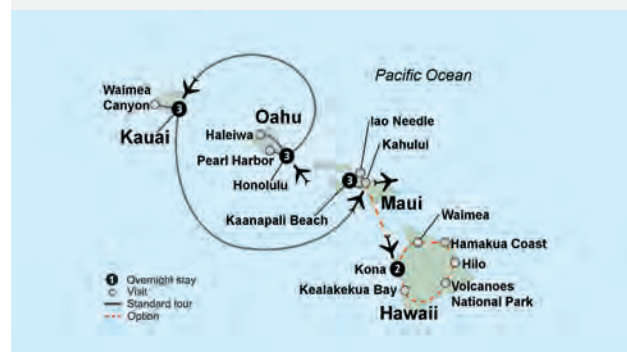 Pacific Ocean
Waimea
Canyon
3
Kauai
Oahu
Haleiwa
Pearl Harbor
3
Honolulu
Iao Needle
Kahului
3
Kaanapali Beach
Maui
Waimea
Hamakua Coast
Kona
2
Hilo
Kealakekua Bay
Volcanoes
National Park
Hawaii
1 Overnight stay
Visit
Standard tour
Option